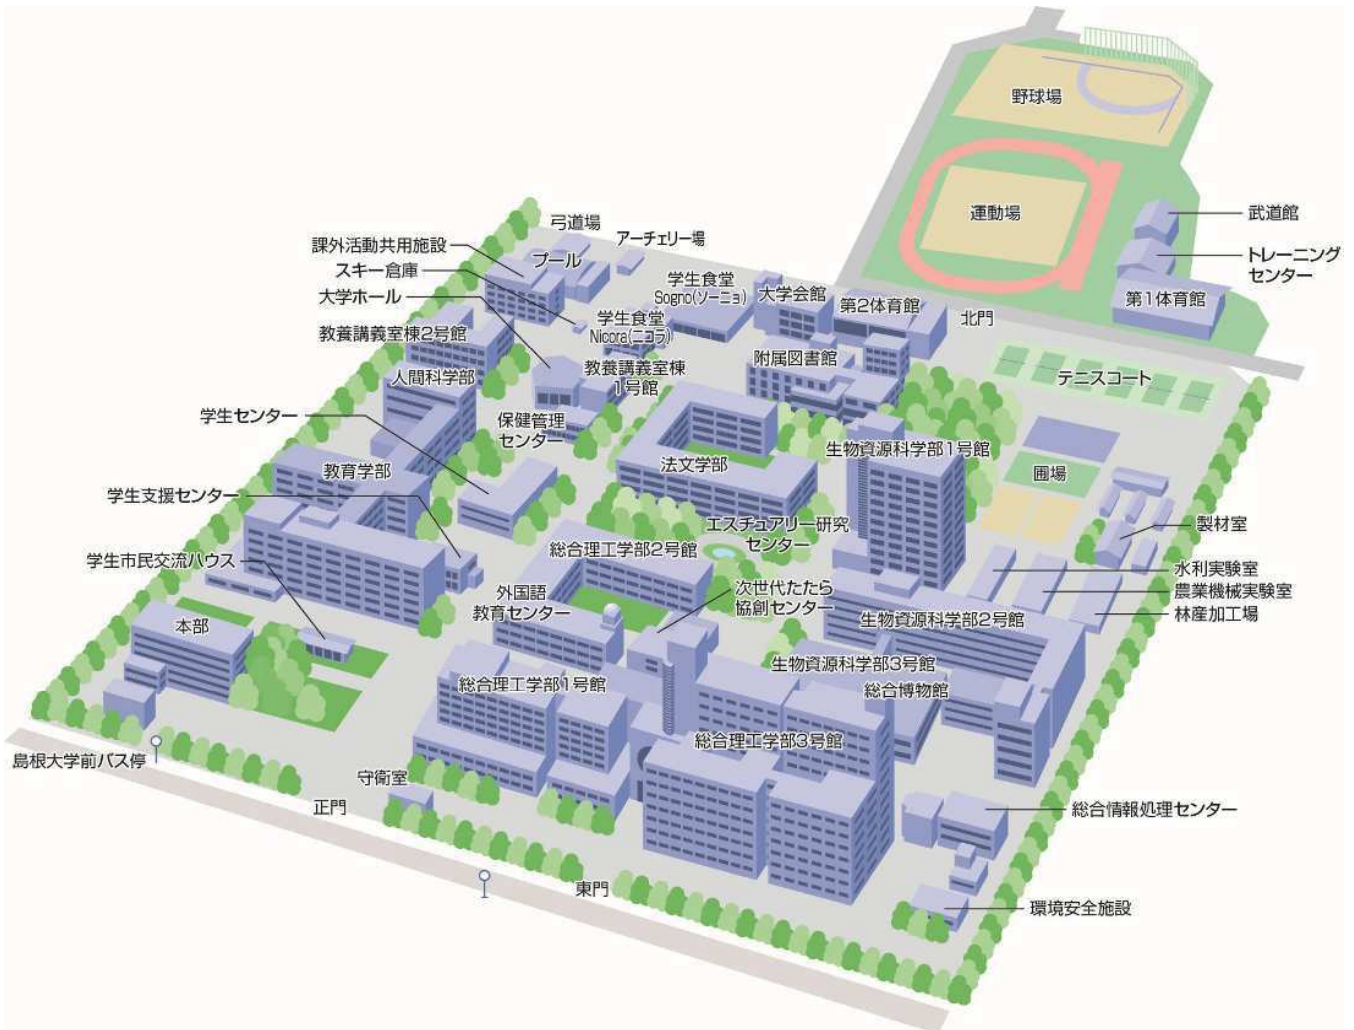 野球場
運動場
武道館
トレーニング
センター
第1体育館
弓道場
アーチェリー場
課外活動共用施設
プール
スキー倉庫
学生食堂
Sogno(ソーニョ)
大学会館
第2体育館
北門
大学ホール
学生食堂
Nicora(ニコラ)
教養講義室棟2号館
附属図書館
教養講義室棟
1号館
テニスコート
人間科学部
学生センター
保健管理
センター
生物資源科学部1号館
教育学部
法文学部
圃場
学生支援センター
エスチュアリー研究
センター
製材室
学生市民交流ハウス
総合理工学部2号館
水利実験室
外国語
教育センター
次世代たたら
協創センター
農業機械実験室
林産加工場
本部
生物資源科学部2号館
生物資源科学部3号館
総合理工学部1号館
総合博物館
総合理工学部3号館
島根大学前バス停
守衛室
正門
総合情報処理センター
東門
環境安全施設